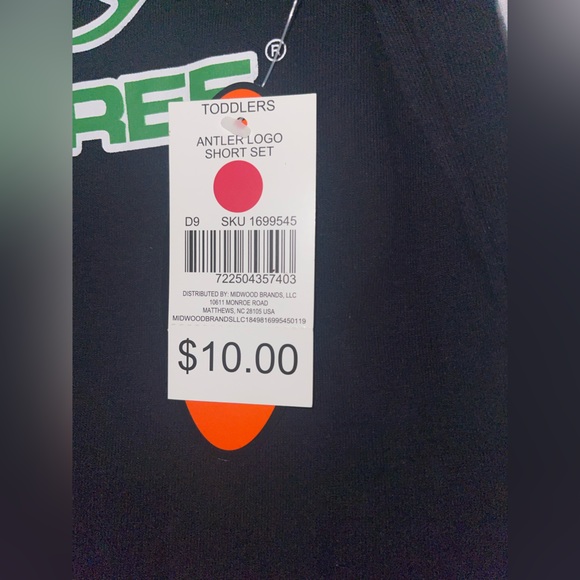 REE
®
TODDLERS
ANTLER LOGO
SHORT SET
D9 SKU 1699545
722504357403
DISTRIBUTED BY: MIDWOOD BRANDS, LLC
10611 MONROE ROAD
MATTHEWS, NC 28105 USA
MIDWOODBRANDSLLC1849816995450119
$10.00